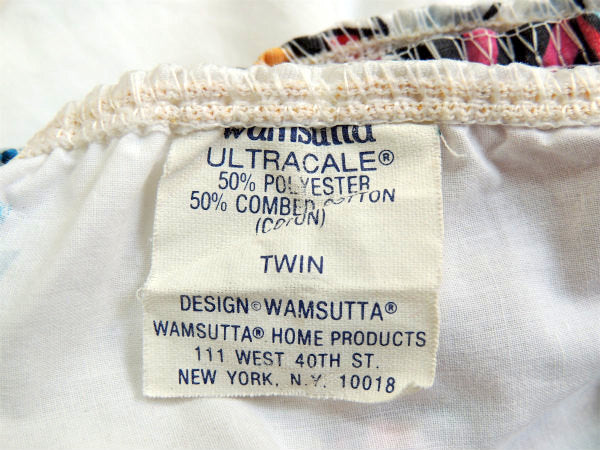 wamsutta
ULTRACALE®
50% POLYESTER
50% COMBED COTTON
(COTON)
TWIN
DESIGN © WAMSUTTA®
WAMSUTTA® HOME PRODUCTS
111 WEST 40TH ST.
NEW YORK, N.Y. 10018